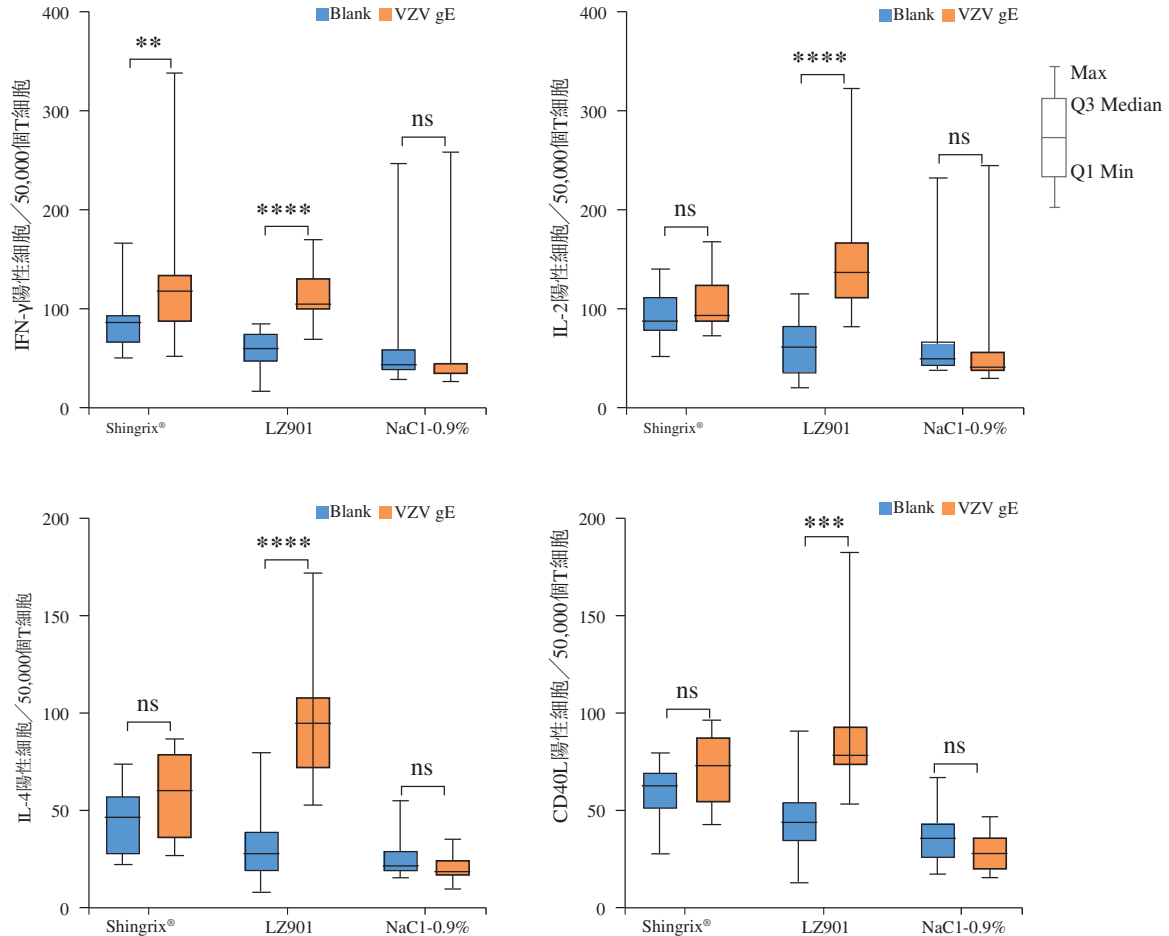 Blank VZV gE
IFN-γ陽性細胞／50,000個T細胞
400
300
200
100
0
**
****
ns
Shingrix®
LZ901
NaC1-0.9%
Blank VZV gE
IL-2陽性細胞／50,000個T細胞
400
300
200
100
0
ns
****
ns
Shingrix®
LZ901
NaC1-0.9%
Max
Q3 Median
Q1 Min
Blank VZV gE
IL-4陽性細胞／50,000個T細胞
200
150
100
50
0
ns
****
ns
Shingrix®
LZ901
NaC1-0.9%
Blank VZV gE
CD40L陽性細胞／50,000個T細胞
200
150
100
50
0
ns
***
ns
Shingrix®
LZ901
NaC1-0.9%